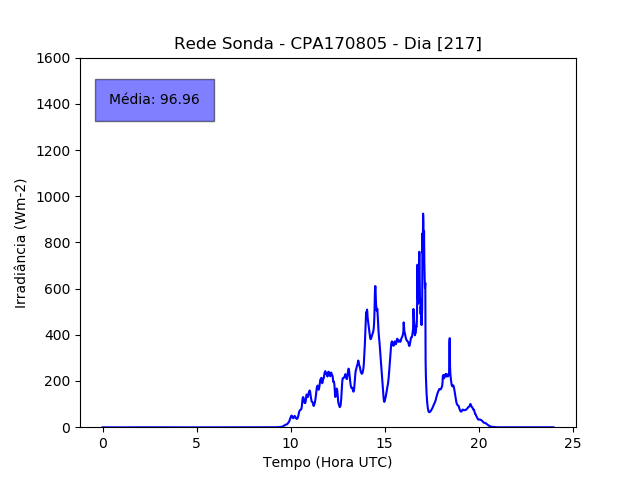 Rede Sonda - CPA170805 - Dia [217]
1600
1400
1200
1000
800
600
400
200
0
Média: 96.96
Irradiância (Wm-2)
0 5 10 15 20 25
Tempo (Hora UTC)